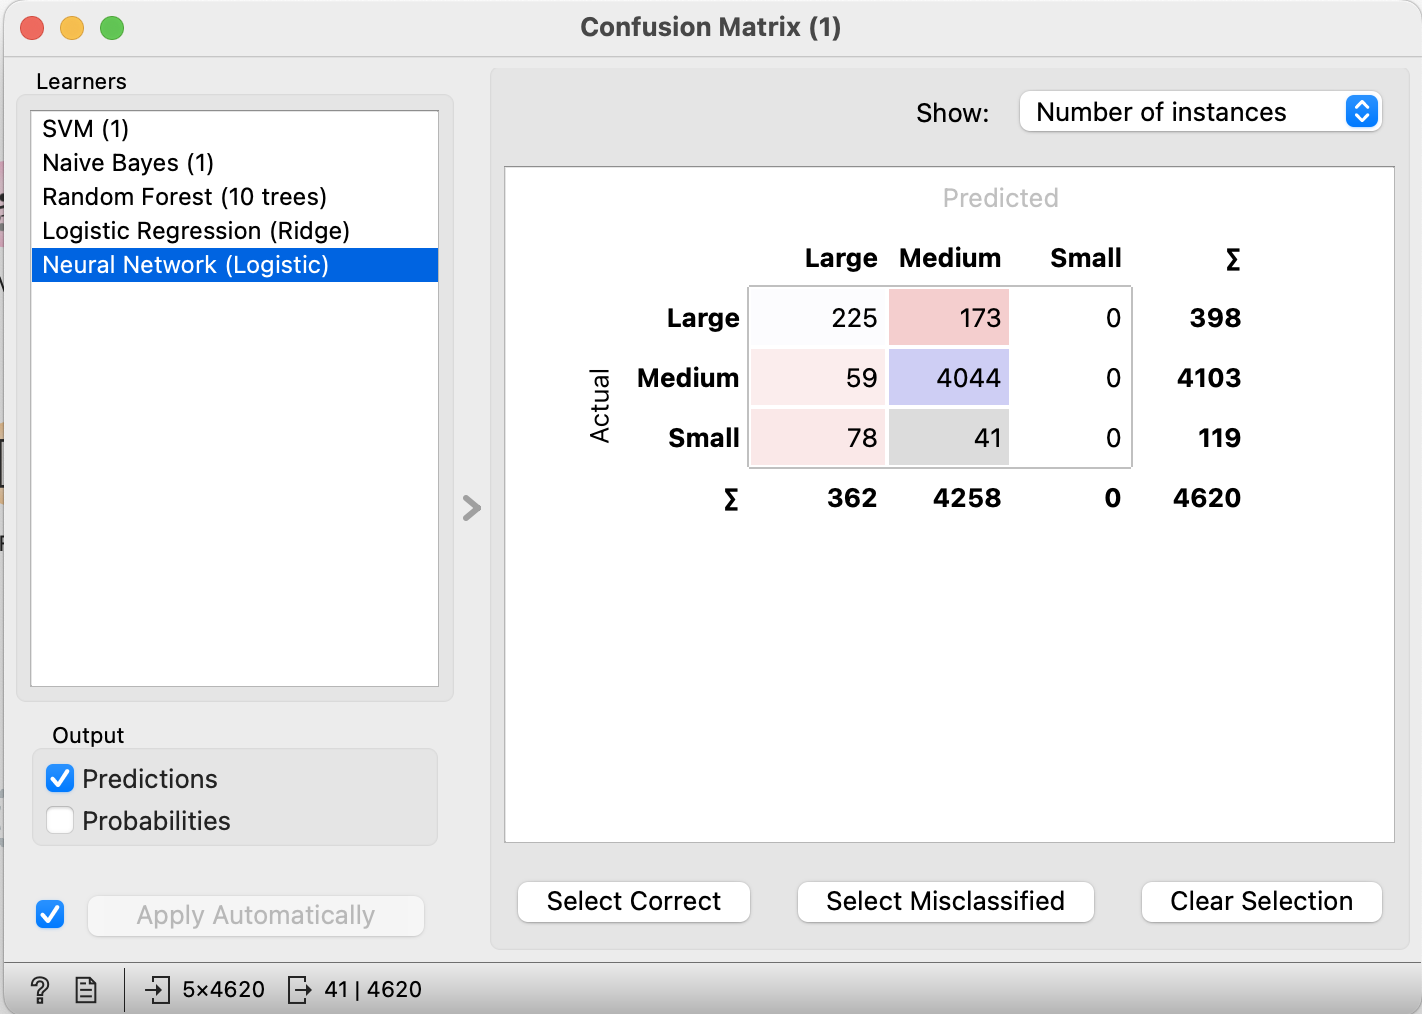 Confusion Matrix (1)
Learners
SVM (1)
Naive Bayes (1)
Random Forest (10 trees)
Logistic Regression (Ridge)
Neural Network (Logistic)
Output
Predictions
Probabilities
Apply Automatically
Show: Number of instances
Predicted
Large Medium Small Σ
Actual
Large 225 173 0 398
Medium 59 4044 0 4103
Small 78 41 0 119
Σ 362 4258 0 4620
Select Correct Select Misclassified Clear Selection
? 5×4620 41 | 4620